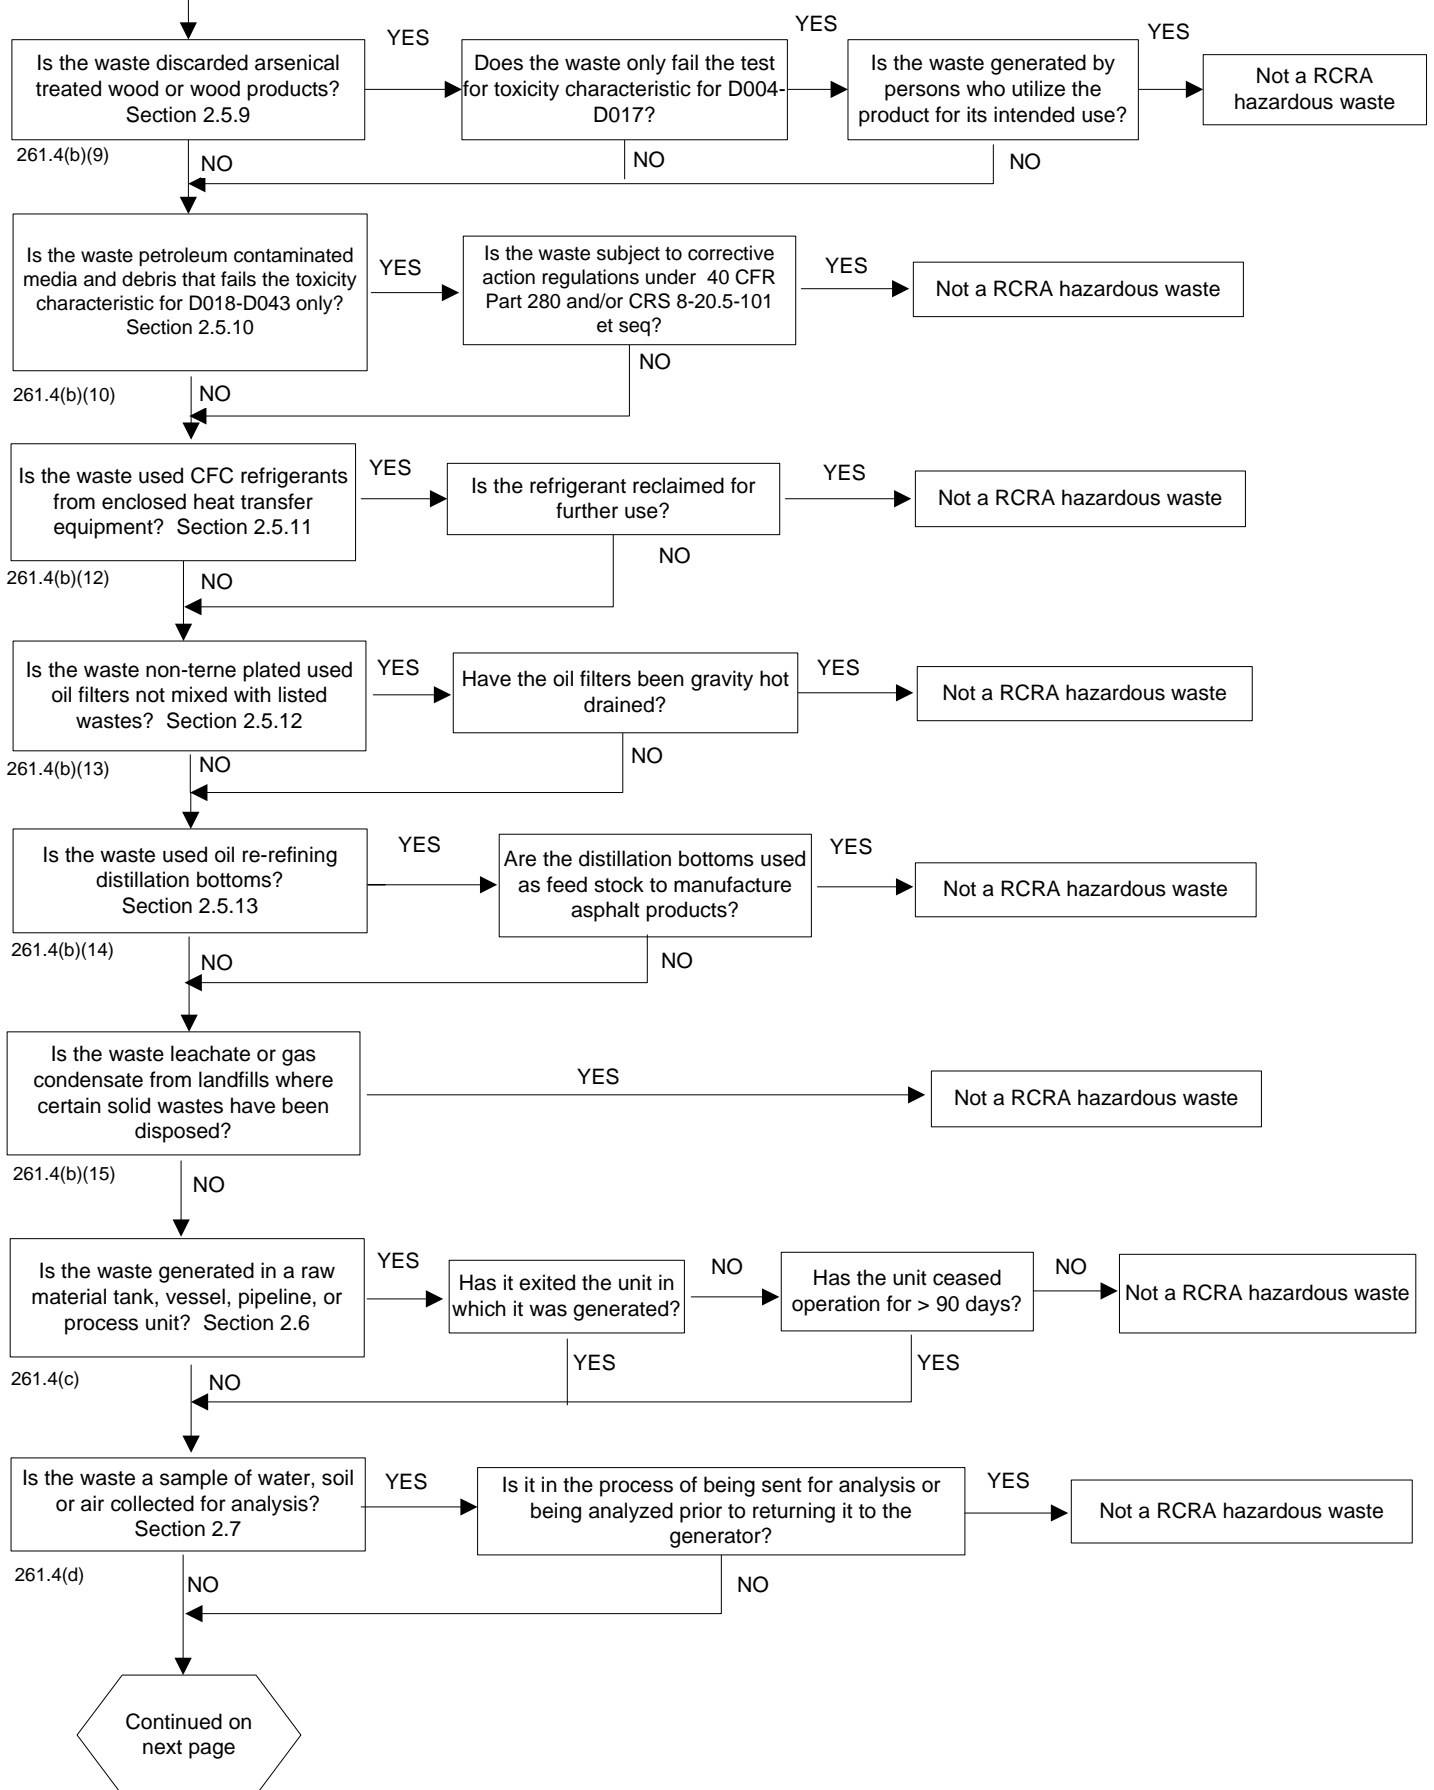 YES
YES
YES
Is the waste discarded arsenical
treated wood or wood products?
Section 2.5.9
Does the waste only fail the test
for toxicity characteristic for D004-
D017?
Is the waste generated by
persons who utilize the
product for its intended use?
Not a RCRA
hazardous waste
261.4(b)(9)
NO
NO
NO
Is the waste petroleum contaminated
media and debris that fails the toxicity
characteristic for D018-D043 only?
Section 2.5.10
YES
Is the waste subject to corrective
action regulations under  40 CFR
Part 280 and/or CRS 8-20.5-101
et seq?
YES
Not a RCRA hazardous waste
NO
261.4(b)(10)
NO
Is the waste used CFC refrigerants
from enclosed heat transfer
equipment?  Section 2.5.11
YES
Is the refrigerant reclaimed for
further use?
YES
Not a RCRA hazardous waste
NO
261.4(b)(12)
NO
Is the waste non-terne plated used
oil filters not mixed with listed
wastes?  Section 2.5.12
YES
Have the oil filters been gravity hot
drained?
YES
Not a RCRA hazardous waste
NO
261.4(b)(13)
NO
Is the waste used oil re-refining
distillation bottoms?
Section 2.5.13
YES
Are the distillation bottoms used
as feed stock to manufacture
asphalt products?
YES
Not a RCRA hazardous waste
261.4(b)(14)
NO
NO
Is the waste leachate or gas
condensate from landfills where
certain solid wastes have been
disposed?
YES
Not a RCRA hazardous waste
261.4(b)(15)
NO
Is the waste generated in a raw
material tank, vessel, pipeline, or
process unit?  Section 2.6
YES
Has it exited the unit in
which it was generated?
NO
Has the unit ceased
operation for > 90 days?
NO
Not a RCRA hazardous waste
YES
YES
261.4(c)
NO
Is the waste a sample of water, soil
or air collected for analysis?
Section 2.7
YES
Is it in the process of being sent for analysis or
being analyzed prior to returning it to the
generator?
YES
Not a RCRA hazardous waste
261.4(d)
NO
NO
Continued on
next page